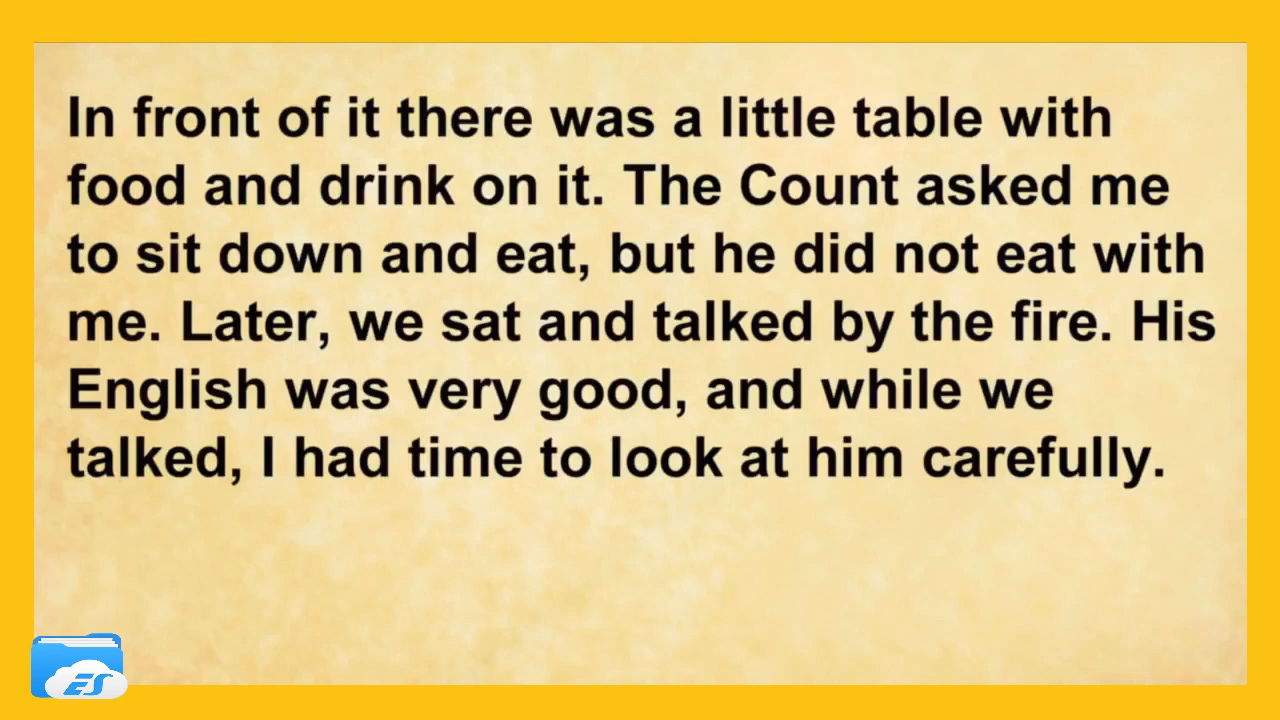 In front of it there was a little table with
food and drink on it. The Count asked me
to sit down and eat, but he did not eat with
me. Later, we sat and talked by the fire. His
English was very good, and while we
talked, I had time to look at him carefully.
ES